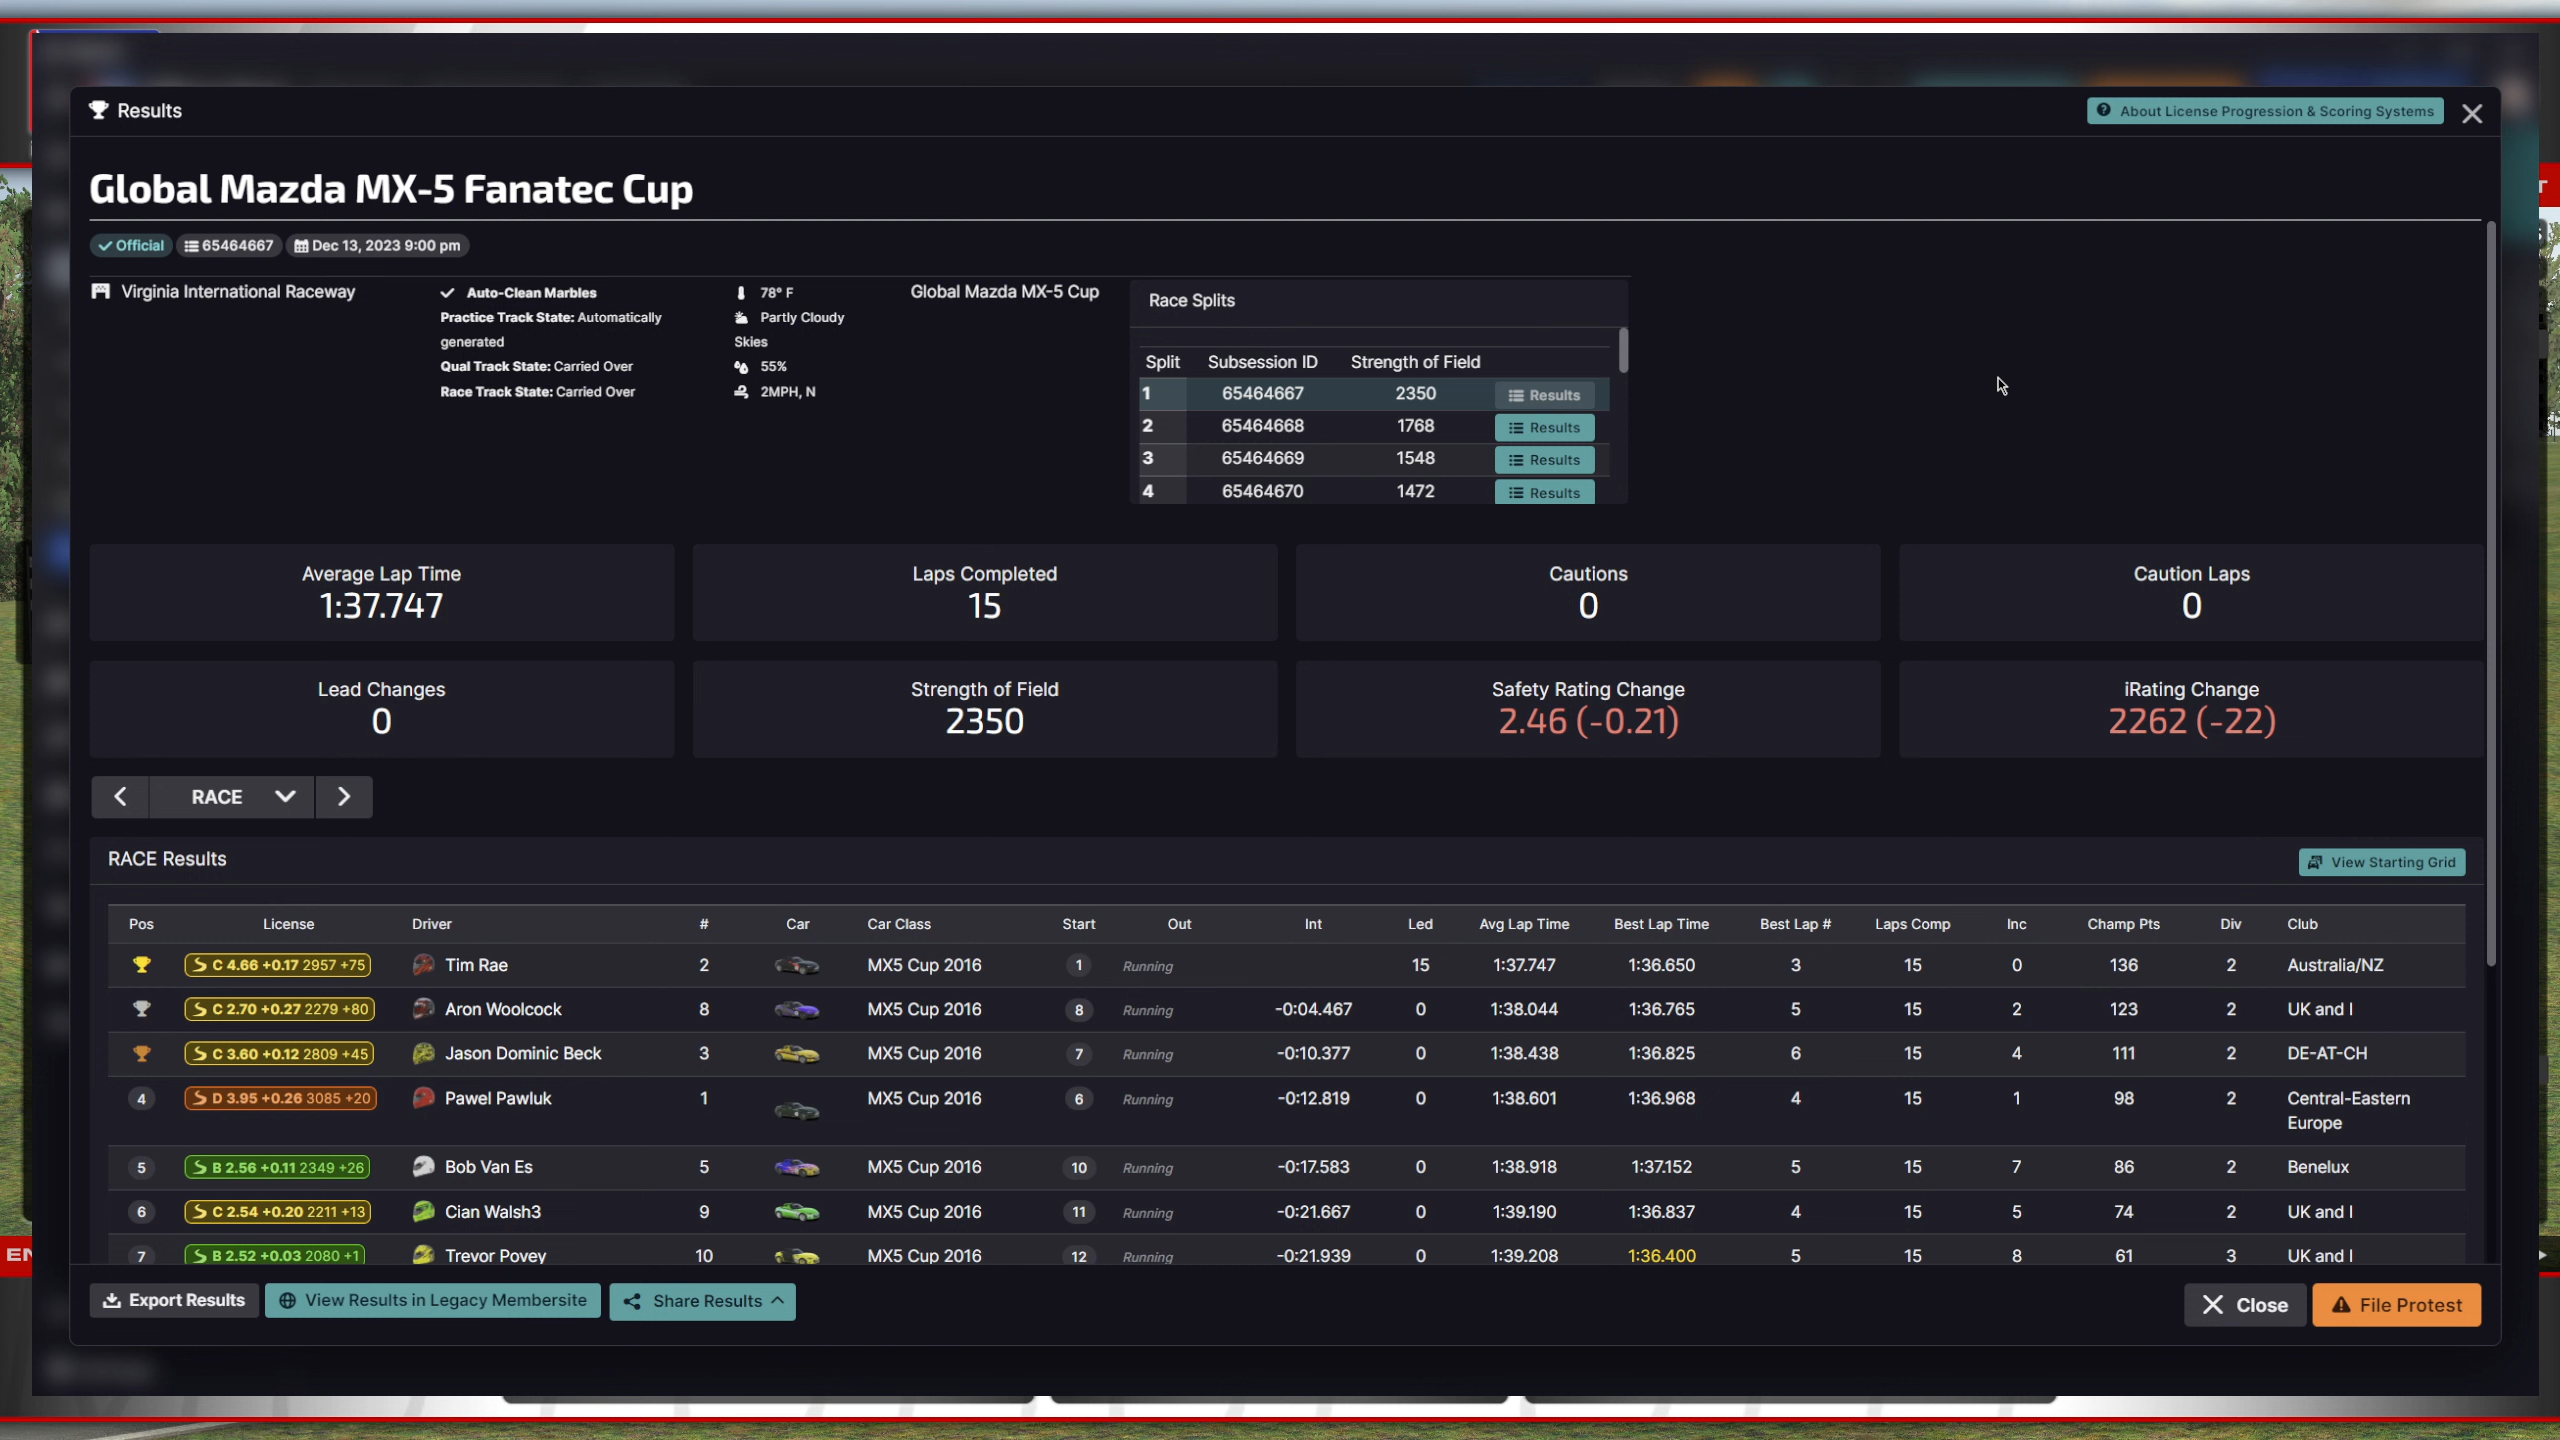 Results
About License Progression & Scoring Systems
Global Mazda MX-5 Fanatec Cup
Official 65464667 Dec 13, 2023 9:00 pm
Virginia International Raceway
Auto-Clean Marbles
Practice Track State: Automatically
generated
Qual Track State: Carried Over
Race Track State: Carried Over
78° F
Partly Cloudy
Skies
55%
2MPH, N
Global Mazda MX-5 Cup
Race Splits
Split Subsession ID Strength of Field
1 65464667 2350 Results
2 65464668 1768 Results
3 65464669 1548 Results
4 65464670 1472 Results
Average Lap Time
1:37.747
Laps Completed
15
Cautions
0
Caution Laps
0
Lead Changes
0
Strength of Field
2350
Safety Rating Change
2.46 (-0.21)
iRating Change
2262 (-22)
RACE
RACE Results
View Starting Grid
Pos License Driver # Car Car Class Start Out Int Led Avg Lap Time Best Lap Time Best Lap # Laps Comp Inc Champ Pts Div Club
C 4.66 +0.17 2957 +75 Tim Rae 2 MX5 Cup 2016 1 Running 15 1:37.747 1:36.650 3 15 0 136 2 Australia/NZ
C 2.70 +0.27 2279 +80 Aron Woolcock 8 MX5 Cup 2016 8 Running -0:04.467 0 1:38.044 1:36.765 5 15 2 123 2 UK and I
C 3.60 +0.12 2809 +45 Jason Dominic Beck 3 MX5 Cup 2016 7 Running -0:10.377 0 1:38.438 1:36.825 6 15 4 111 2 DE-AT-CH
4 D 3.95 +0.26 3085 +20 Pawel Pawluk 1 MX5 Cup 2016 6 Running -0:12.819 0 1:38.601 1:36.968 4 15 1 98 2 Central-Eastern
Europe
5 B 2.56 +0.11 2349 +26 Bob Van Es 5 MX5 Cup 2016 10 Running -0:17.583 0 1:38.918 1:37.152 5 15 7 86 2 Benelux
6 C 2.54 +0.20 2211 +13 Cian Walsh3 9 MX5 Cup 2016 11 Running -0:21.667 0 1:39.190 1:36.837 4 15 5 74 2 UK and I
7 B 2.52 +0.03 2080 +1 Trevor Povey 10 MX5 Cup 2016 12 Running -0:21.939 0 1:39.208 1:36.400 5 15 8 61 3 UK and I
Export Results
View Results in Legacy Membersite
Share Results
Close
File Protest